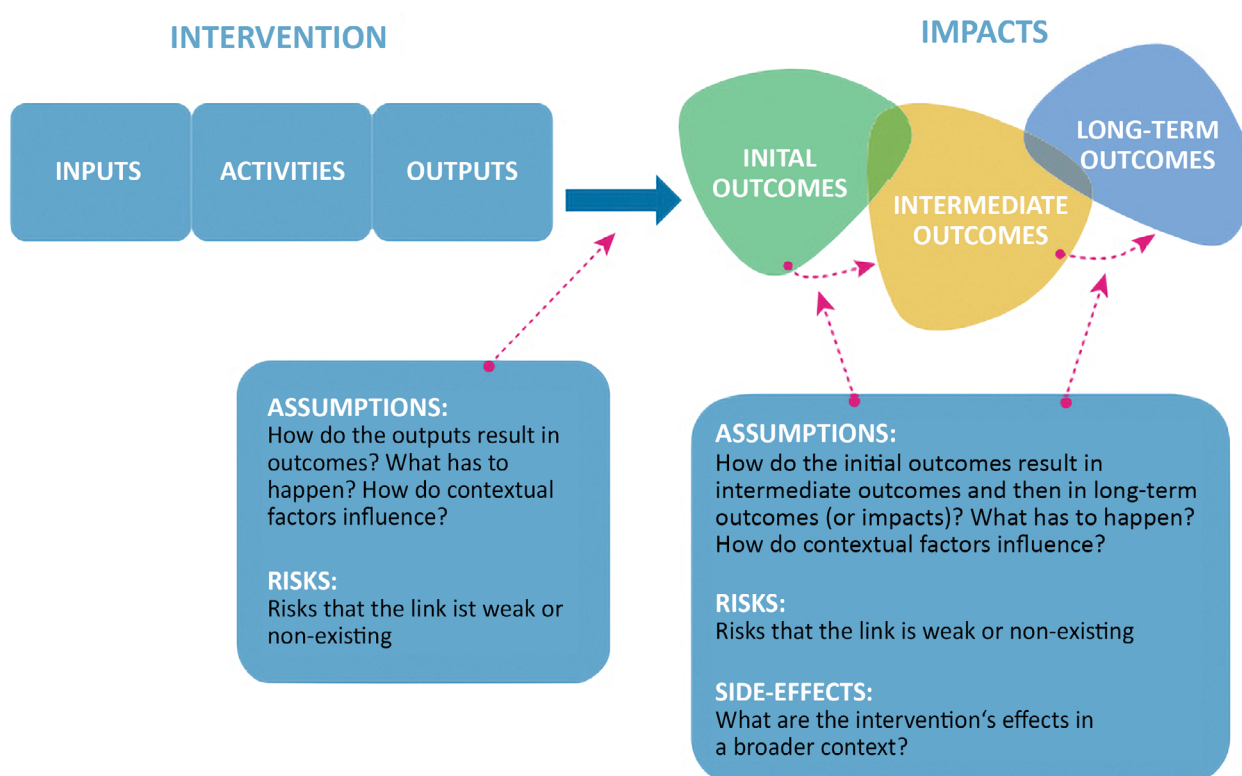 INTERVENTION
IMPACTS
INPUTS
ACTIVITIES
OUTPUTS
INITAL
OUTCOMES
INTERMEDIATE
OUTCOMES
LONG-TERM
OUTCOMES
ASSUMPTIONS:
How do the outputs result in
outcomes? What has to
happen? How do contextual
factors influence?
RISKS:
Risks that the link ist weak or
non-existing
ASSUMPTIONS:
How do the initial outcomes result in
intermediate outcomes and then in long-term
outcomes (or impacts)? What has to happen?
How do contextual factors influence?
RISKS:
Risks that the link is weak or non-existing
SIDE-EFFECTS:
What are the intervention‘s effects in
a broader context?